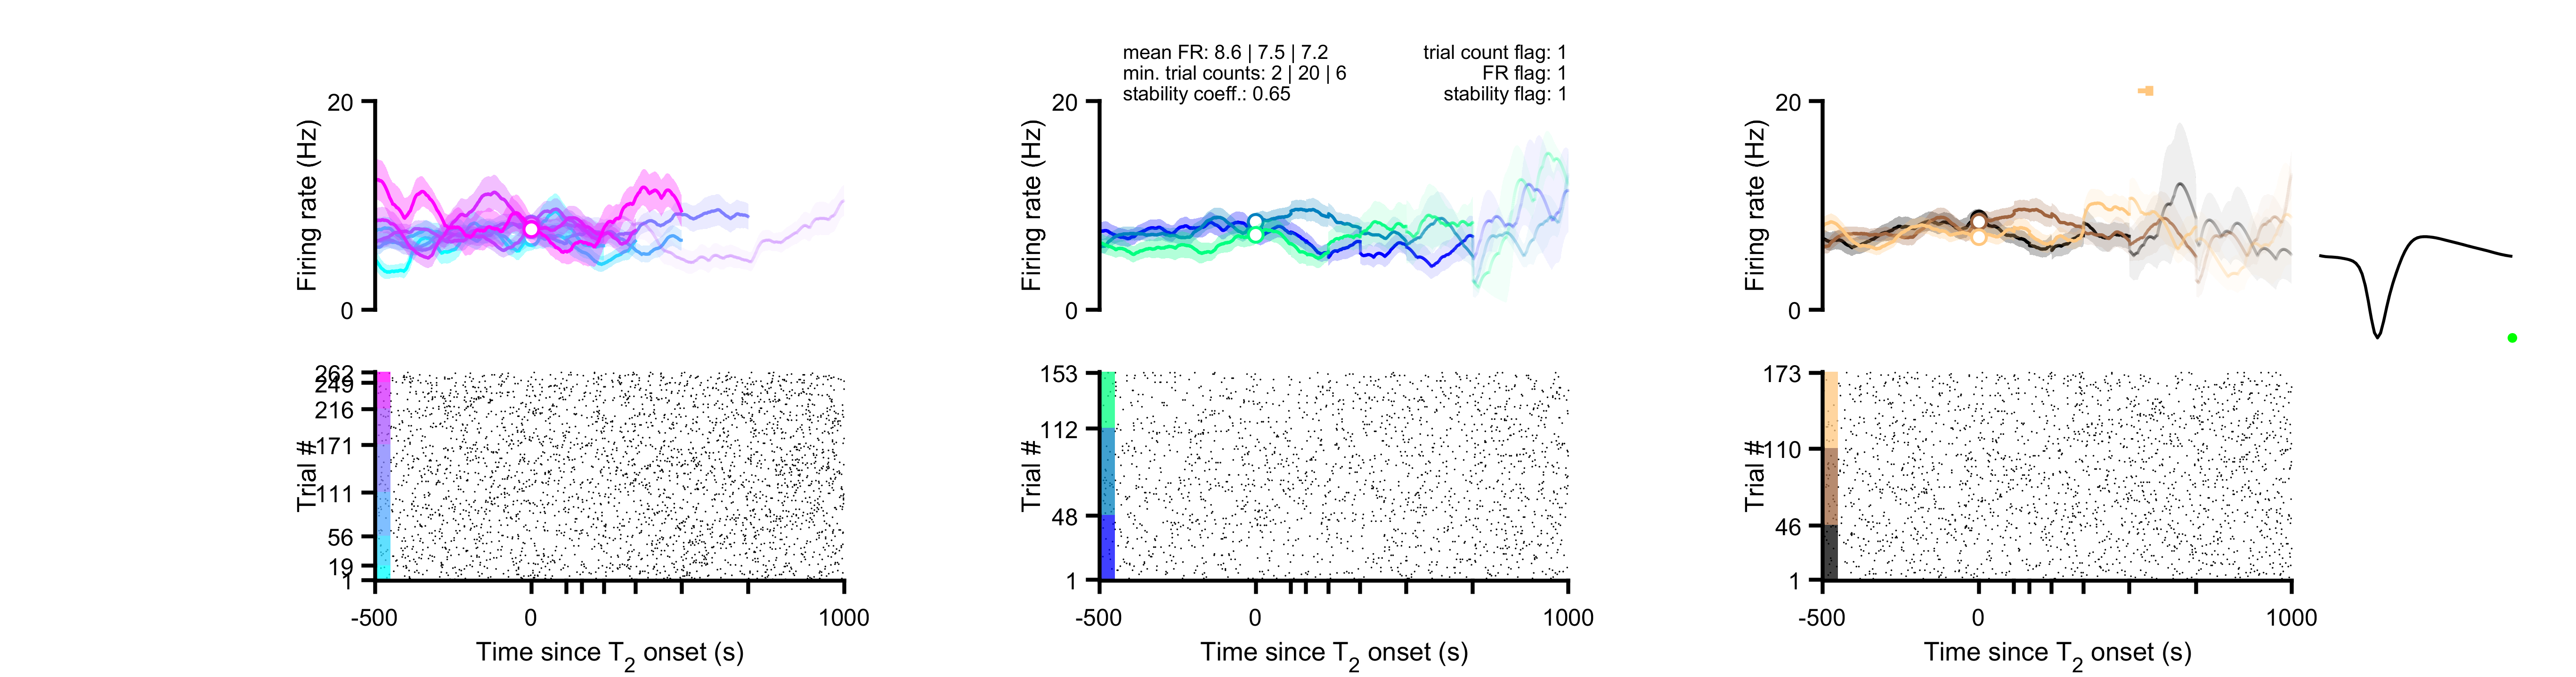 mean FR: 8.6 | 7.5 | 7.2
min. trial counts: 2 | 20 | 6
stability coeff.: 0.65
trial count flag: 1
FR flag: 1
stability flag: 1
20
Firing rate (Hz)
0
20
Firing rate (Hz)
0
20
Firing rate (Hz)
0
262
249
216
171
111
56
19
1
Trial #
-500
0
1000
Time since T2 onset (s)
153
112
48
1
Trial #
-500
0
1000
Time since T2 onset (s)
173
110
46
1
Trial #
-500
0
1000
Time since T2 onset (s)